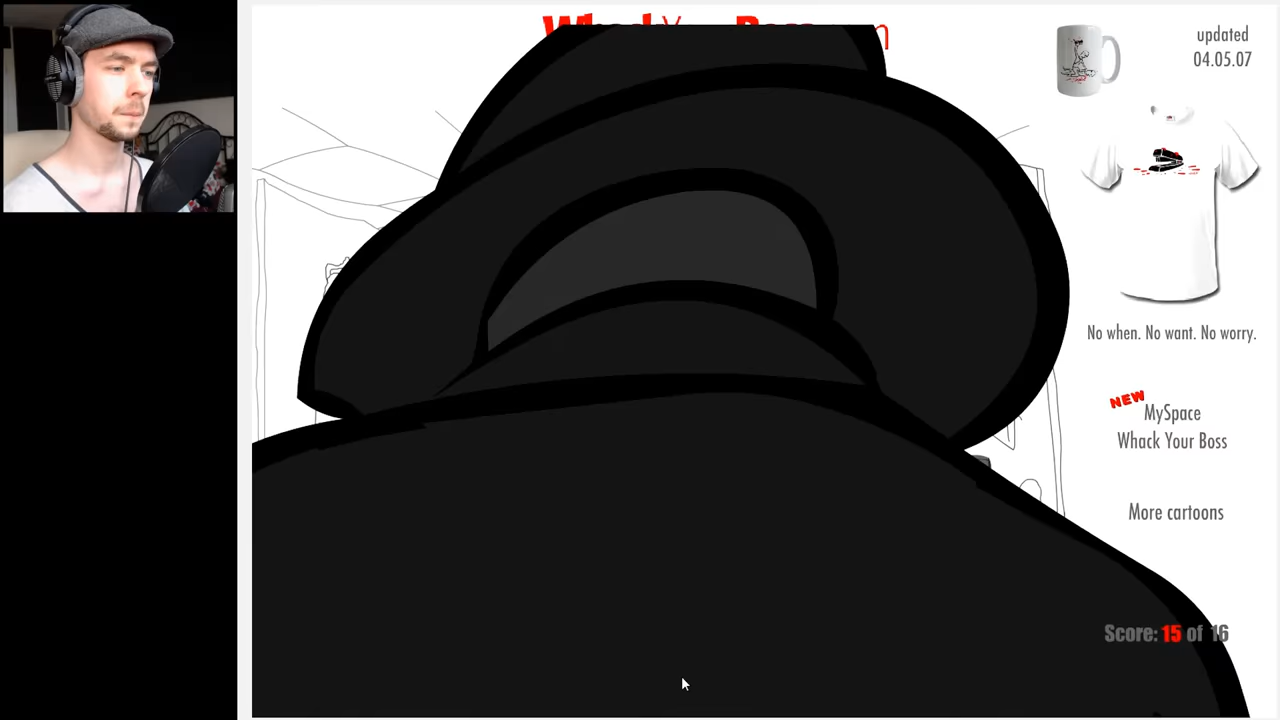 updated
04.05.07
No when. No want. No worry.
NEW
MySpace
Whack Your Boss
More cartoons
Score: 15 of 16